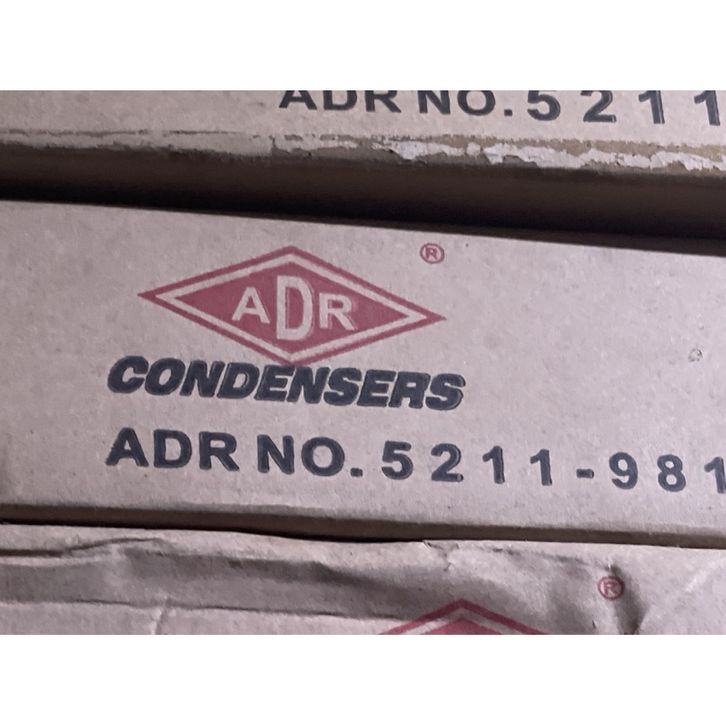 ADR NO. 5211
®
ADR
CONDENSERS
ADR NO. 5211-981
®